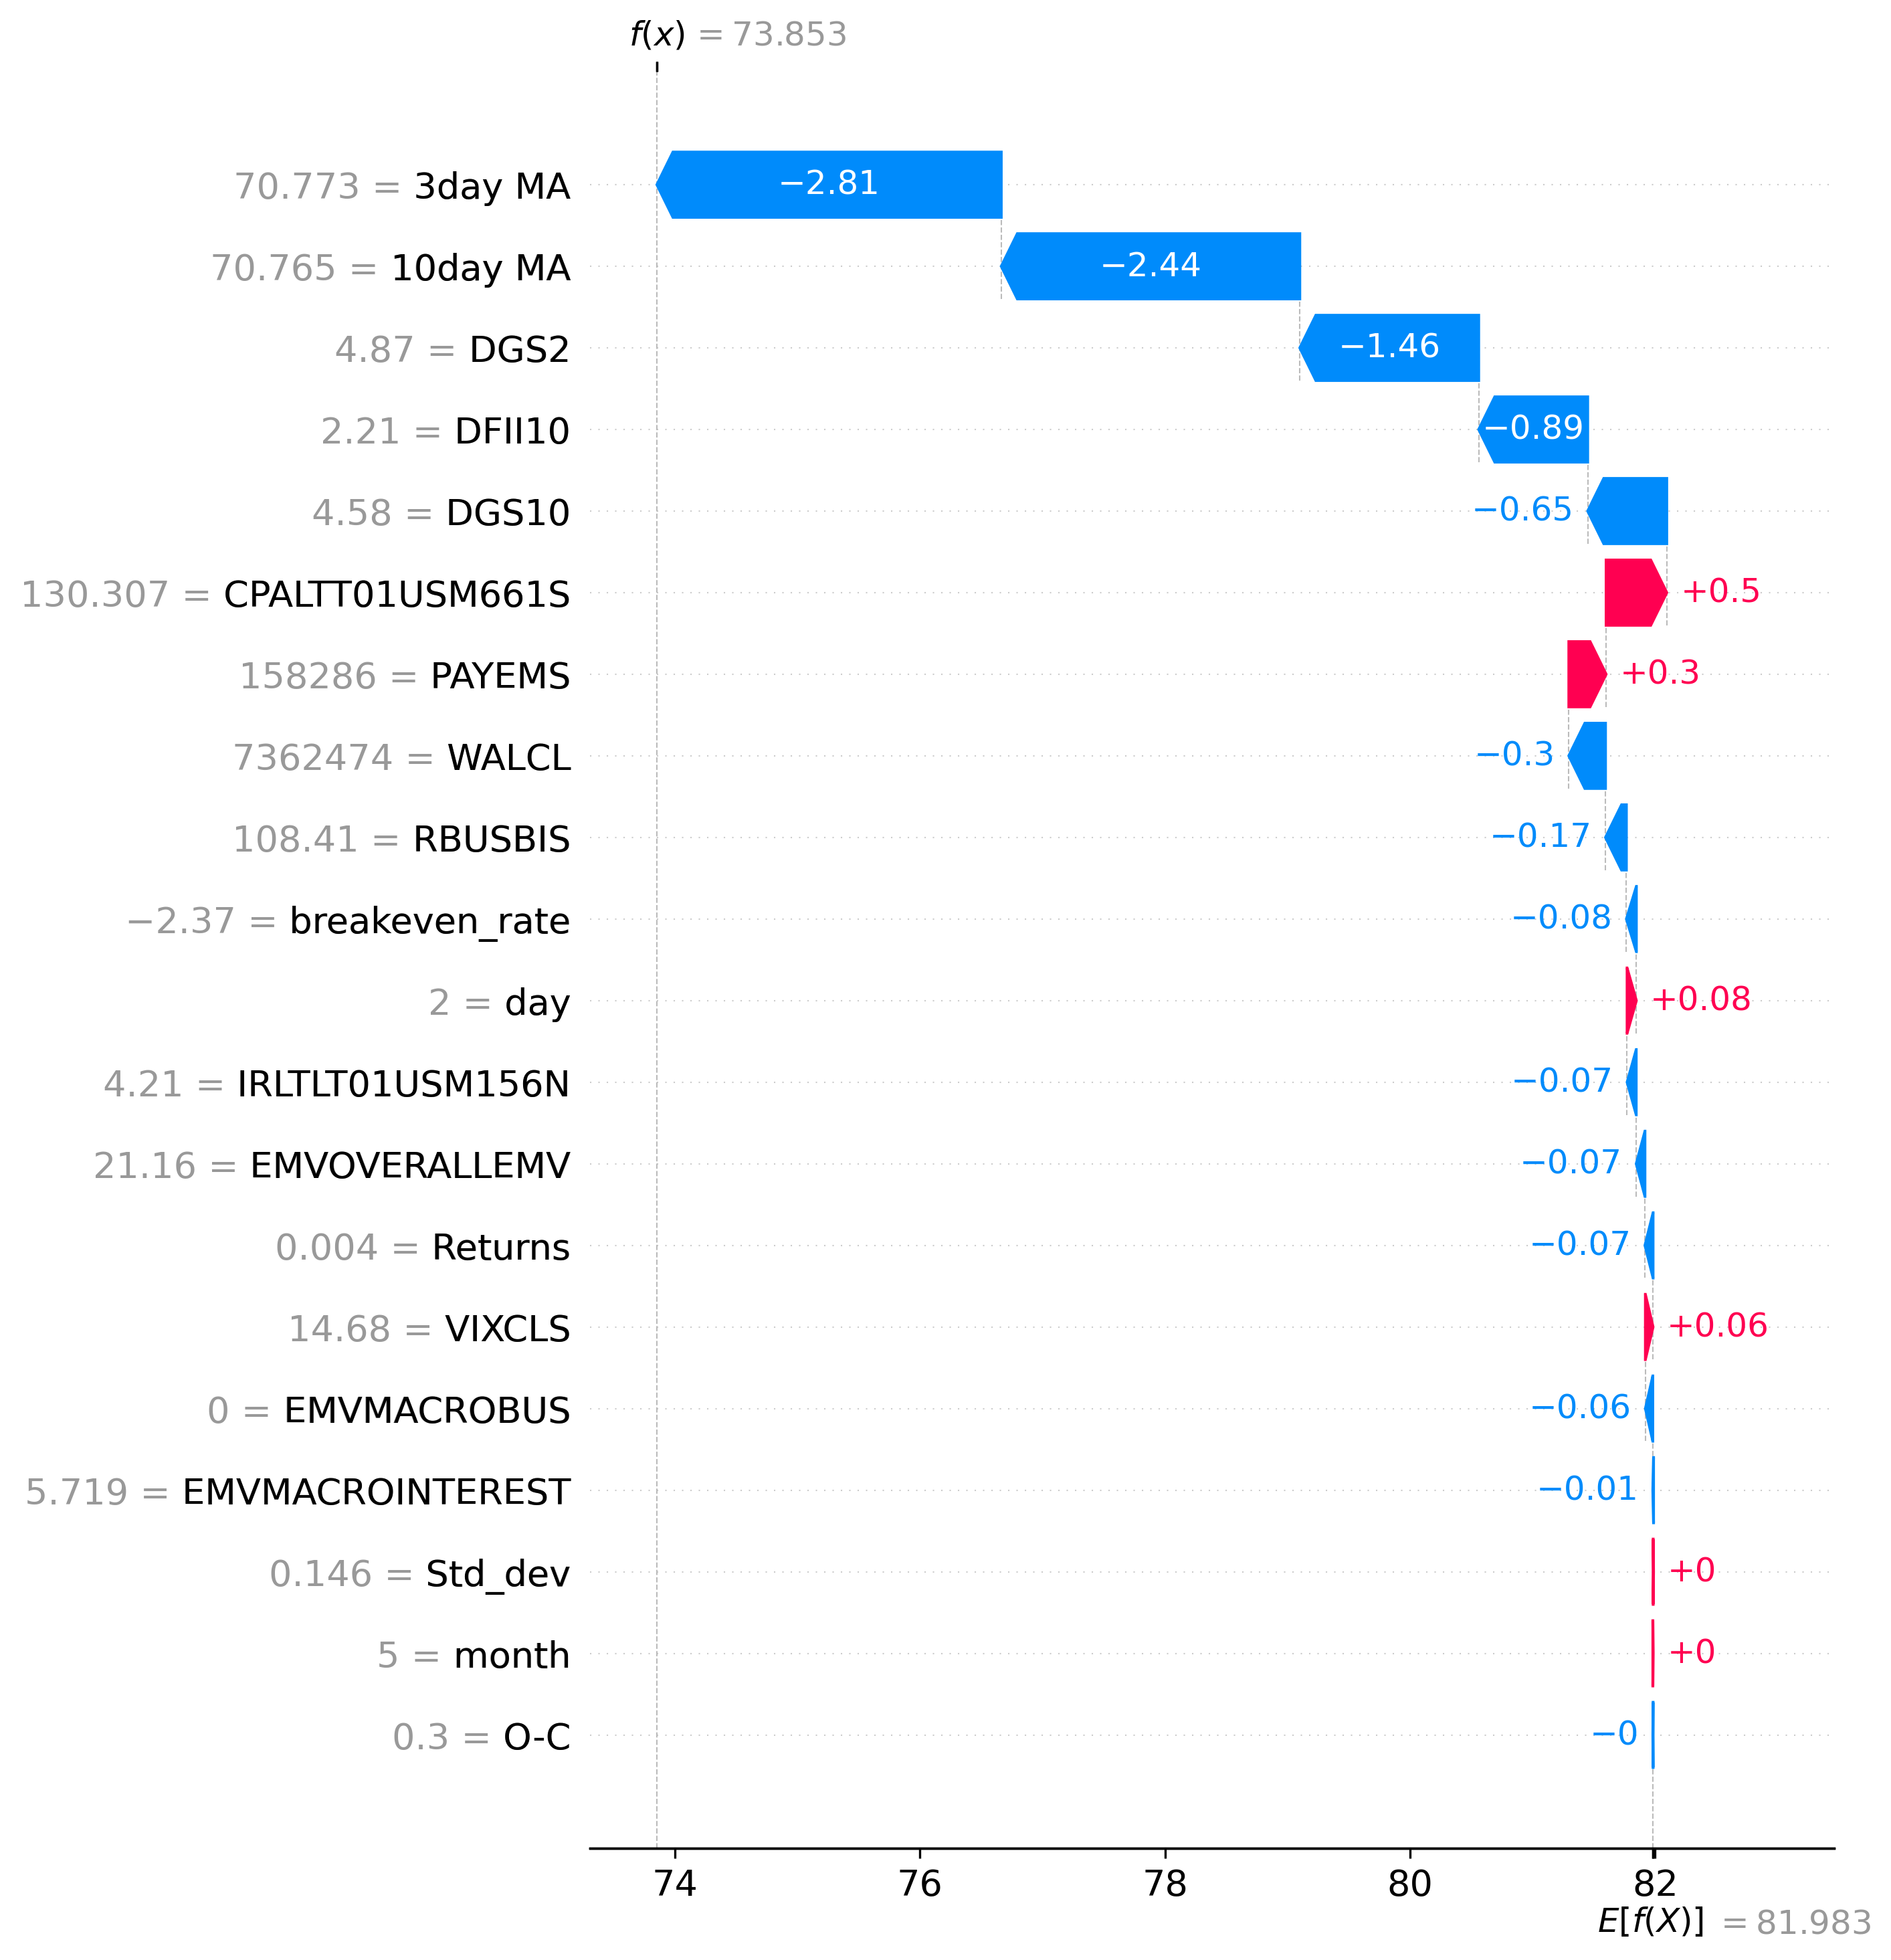 f(x) = 73.853
70.773 = 3day MA −2.81
70.765 = 10day MA −2.44
4.87 = DGS2 −1.46
2.21 = DFII10 −0.89
4.58 = DGS10 −0.65
130.307 = CPALTT01USM661S +0.5
158286 = PAYEMS +0.3
7362474 = WALCL −0.3
108.41 = RBUSBIS −0.17
−2.37 = breakeven_rate −0.08
2 = day +0.08
4.21 = IRLTLT01USM156N −0.07
21.16 = EMVOVERALLEMV −0.07
0.004 = Returns −0.07
14.68 = VIXCLS +0.06
0 = EMVMACROBUS −0.06
5.719 = EMVMACROINTEREST −0.01
0.146 = Std_dev +0
5 = month +0
0.3 = O-C −0
74 76 78 80 82
E[f(X)] = 81.983